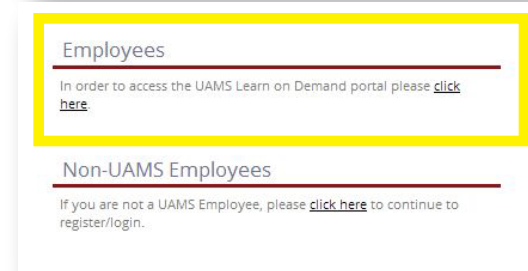 Employees
In order to access the UAMS Learn on Demand portal please click
here.
Non-UAMS Employees
If you are not a UAMS Employee, please click here to continue to
register/login.